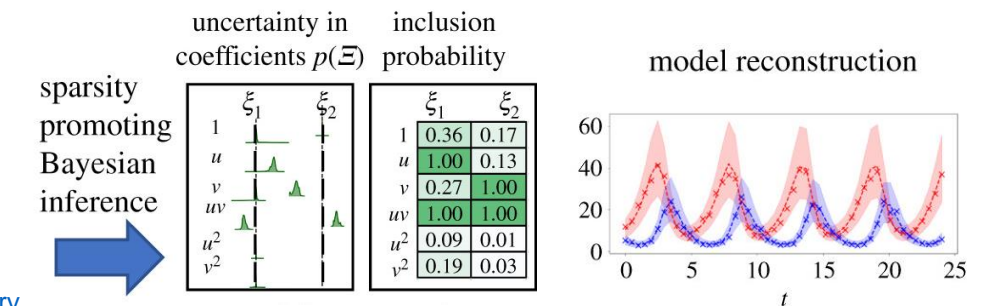 sparsity
promoting
Bayesian
inference
ry
uncertainty in
coefficients p(Ξ)
ξ1 ξ2
1
u
v
uv
u²
v²
inclusion
probability
ξ1 ξ2
1 0.36 0.17
u 1.00 0.13
v 0.27 1.00
uv 1.00 1.00
u² 0.09 0.01
v² 0.19 0.03
model reconstruction
60
40
20
0
0 5 10 15 20 25
t